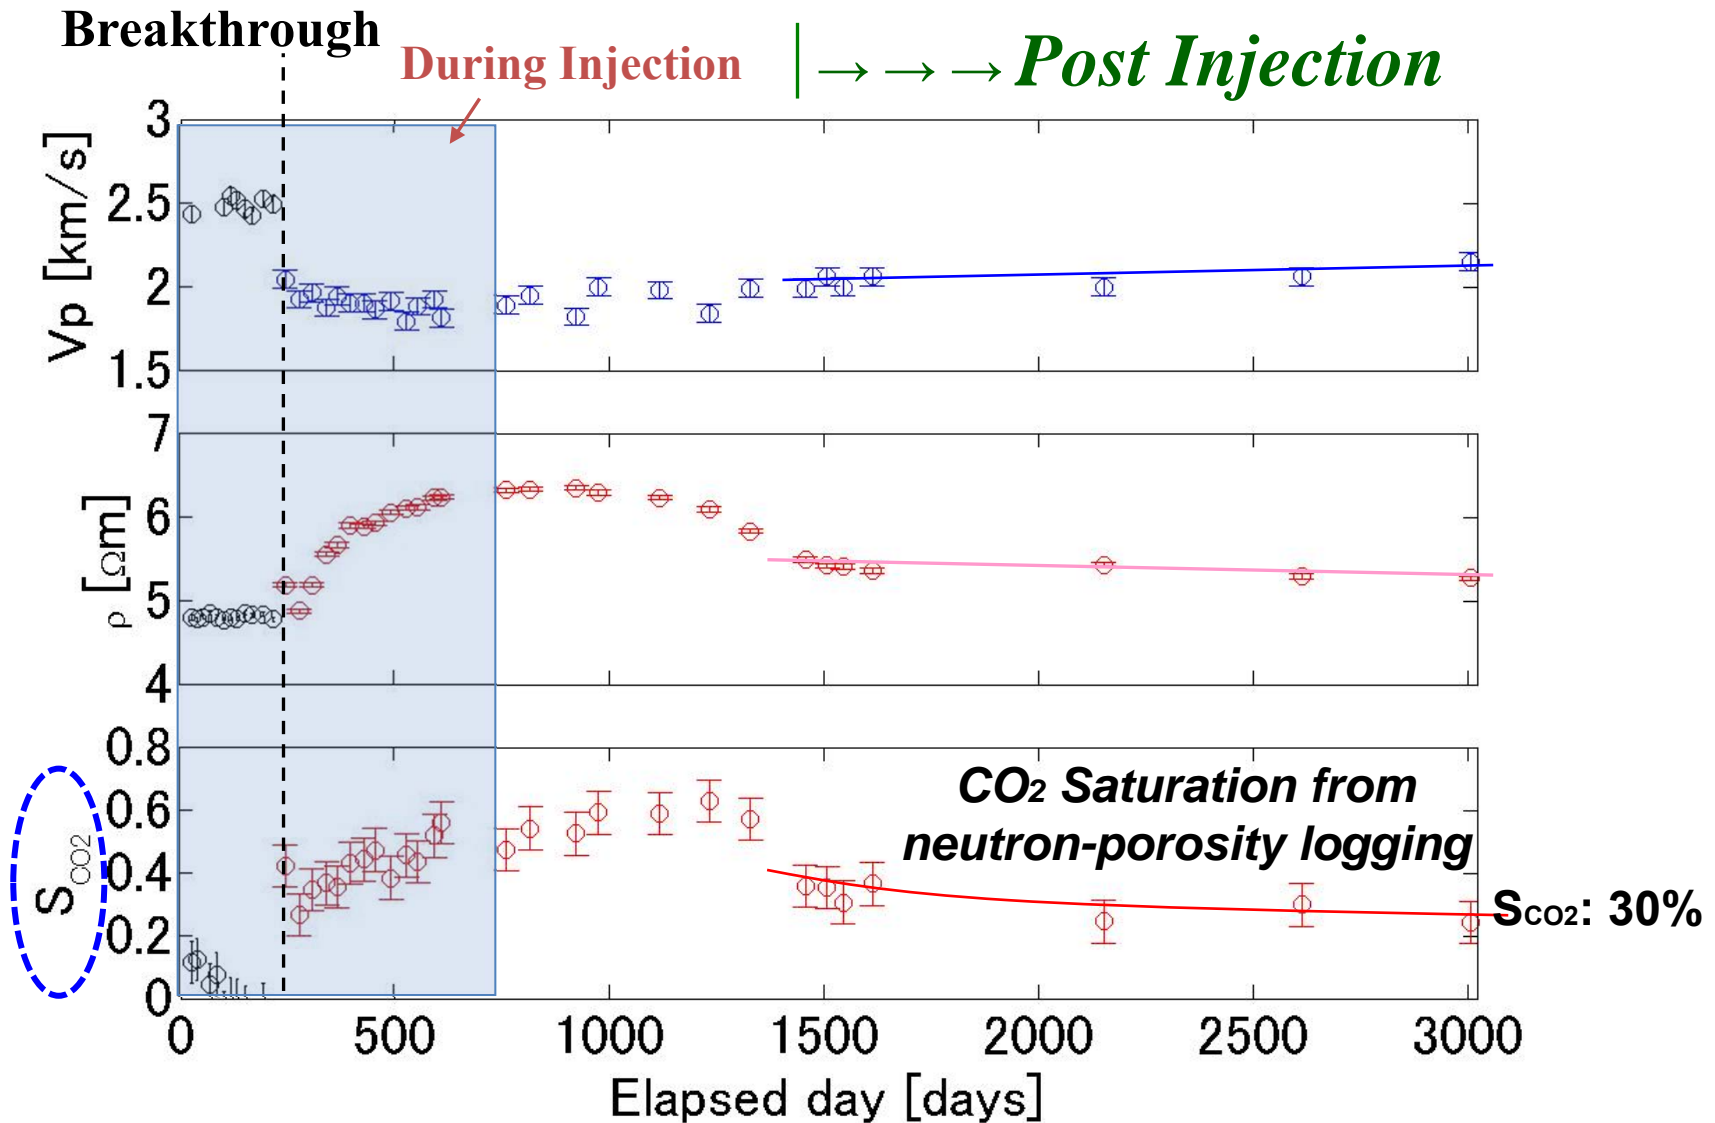 Breakthrough
During Injection
| → → → Post Injection
Vp [km/s]
3
2.5
2
1.5
ρ [Ωm]
7
6
5
4
SCO2
0.8
0.6
0.4
0.2
0
CO2 Saturation from
neutron-porosity logging
SCO2: 30%
0 500 1000 1500 2000 2500 3000
Elapsed day [days]